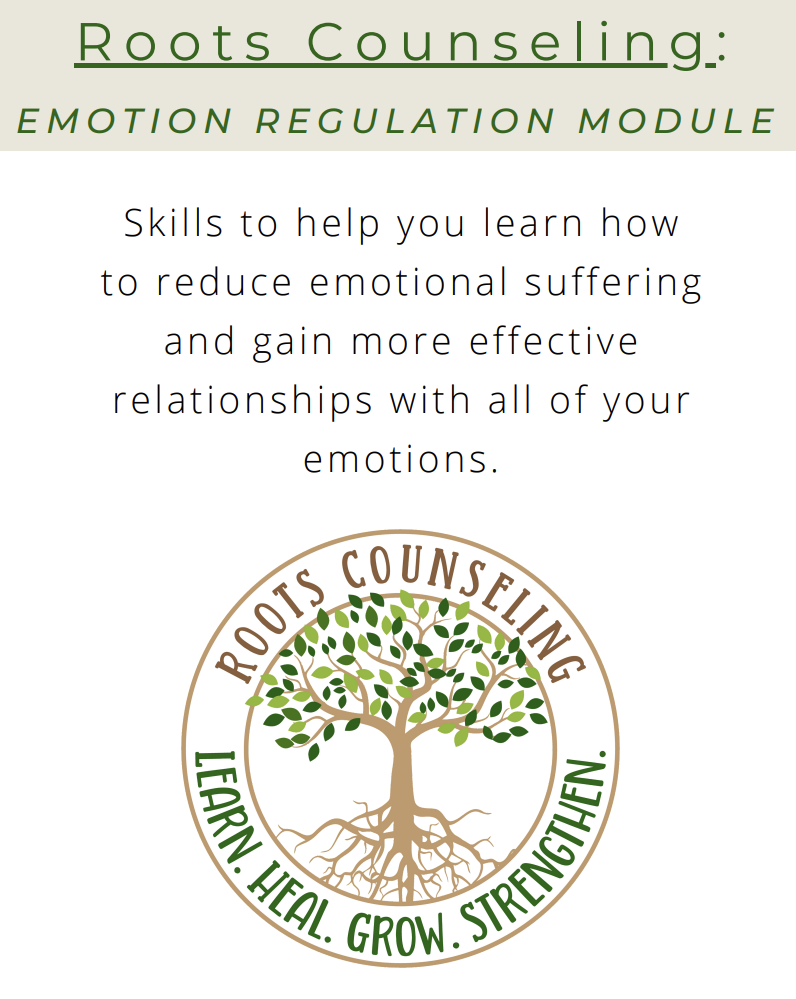 Roots Counseling:
EMOTION REGULATION MODULE
Skills to help you learn how
to reduce emotional suffering
and gain more effective
relationships with all of your
emotions.
ROOTS COUNSELING
LEARN. HEAL. GROW. STRENGTHEN.